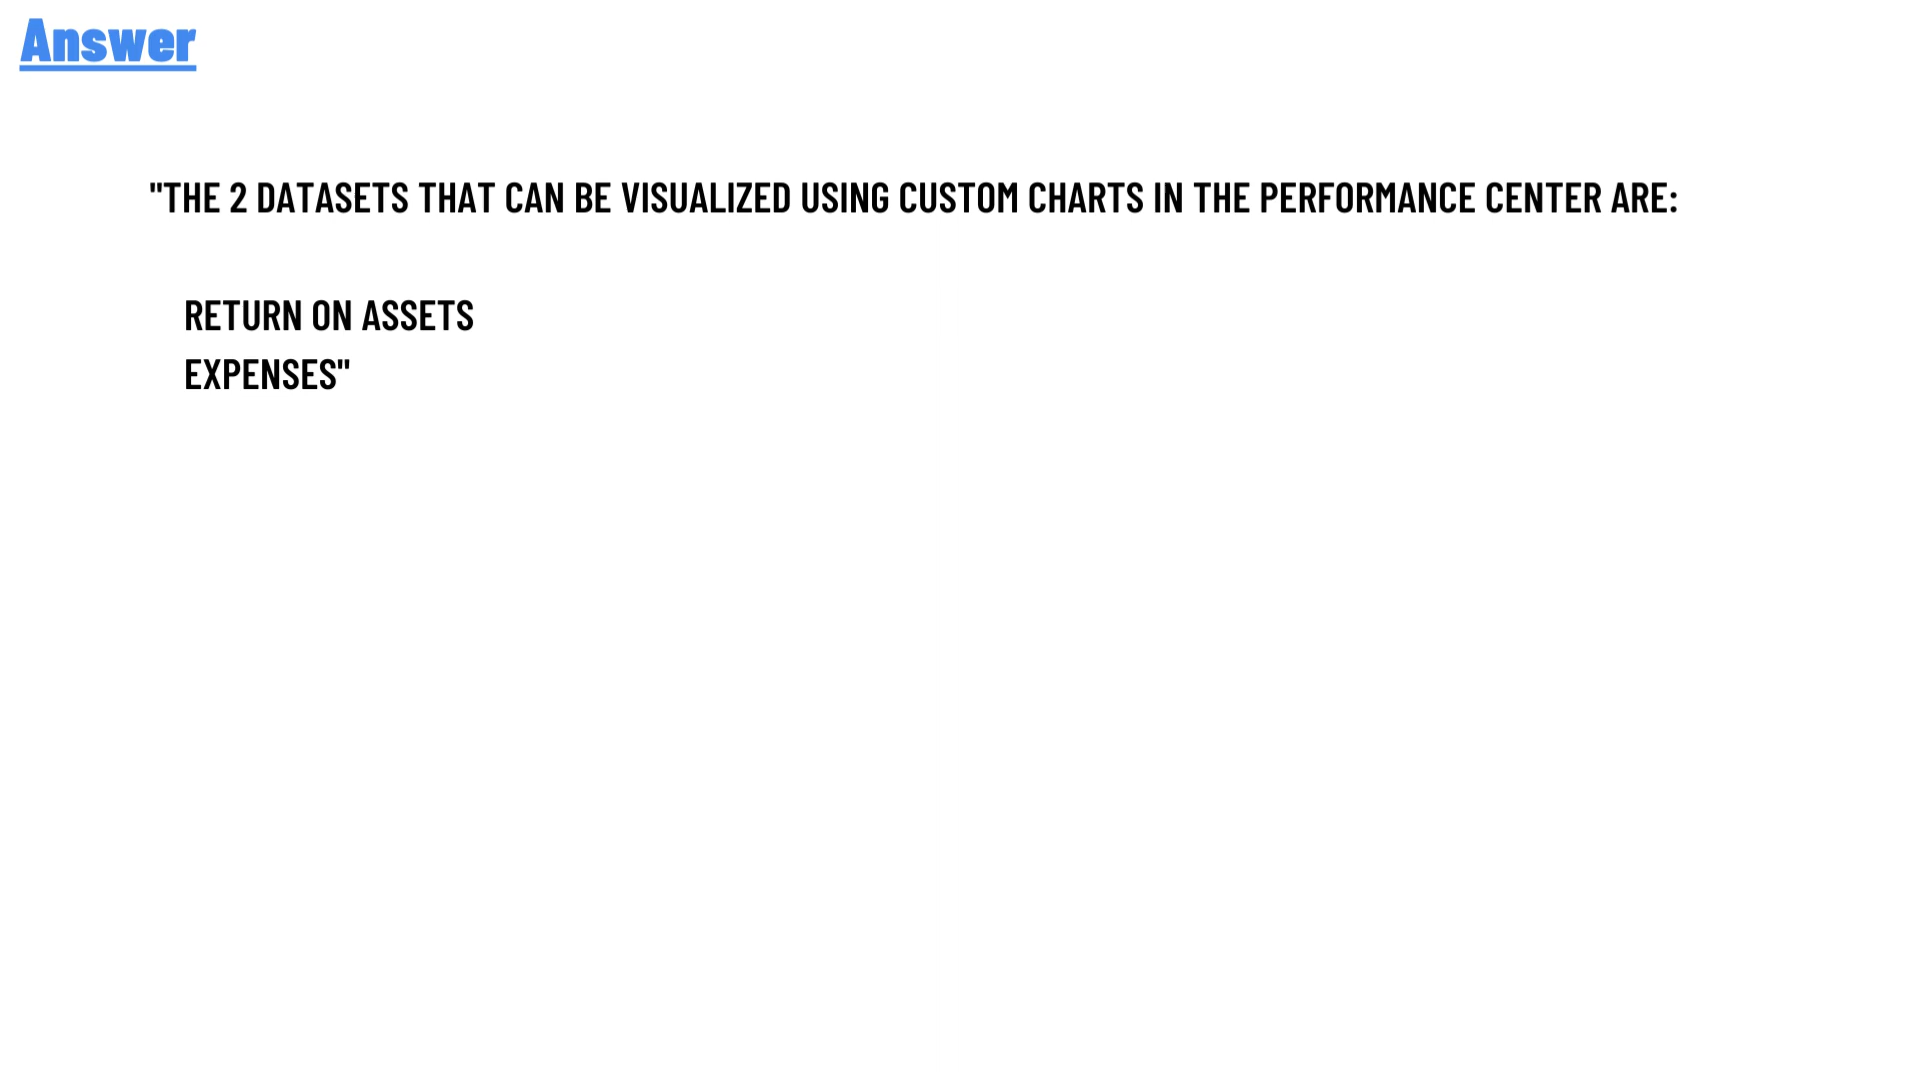 Answer
"THE 2 DATASETS THAT CAN BE VISUALIZED USING CUSTOM CHARTS IN THE PERFORMANCE CENTER ARE:
RETURN ON ASSETS
EXPENSES"